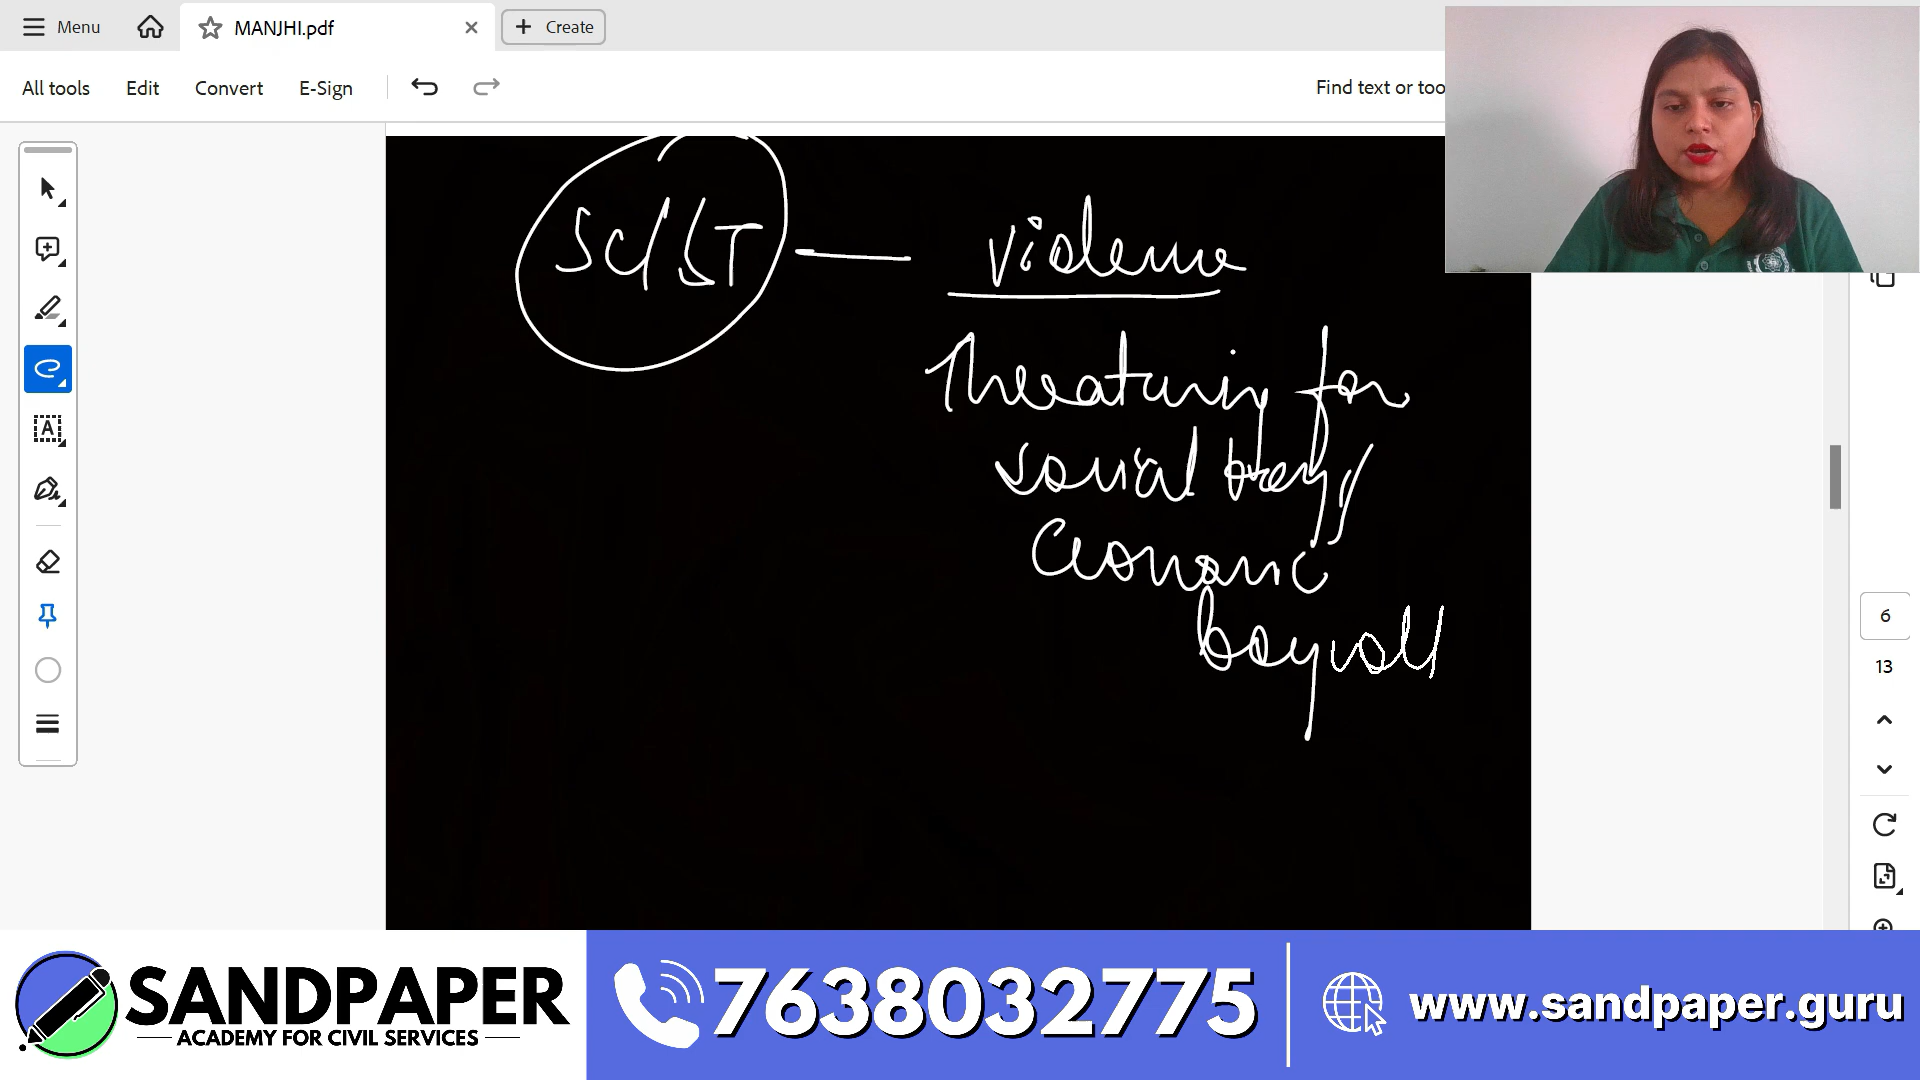 Menu
MANJHI.pdf
Create
All tools
Edit
Convert
E-Sign
Find text or too
SC/ST — violence
Threatening for
social
Economic
boycott
A
6
13
SANDPAPER
ACADEMY FOR CIVIL SERVICES
7638032775
www.sandpaper.guru